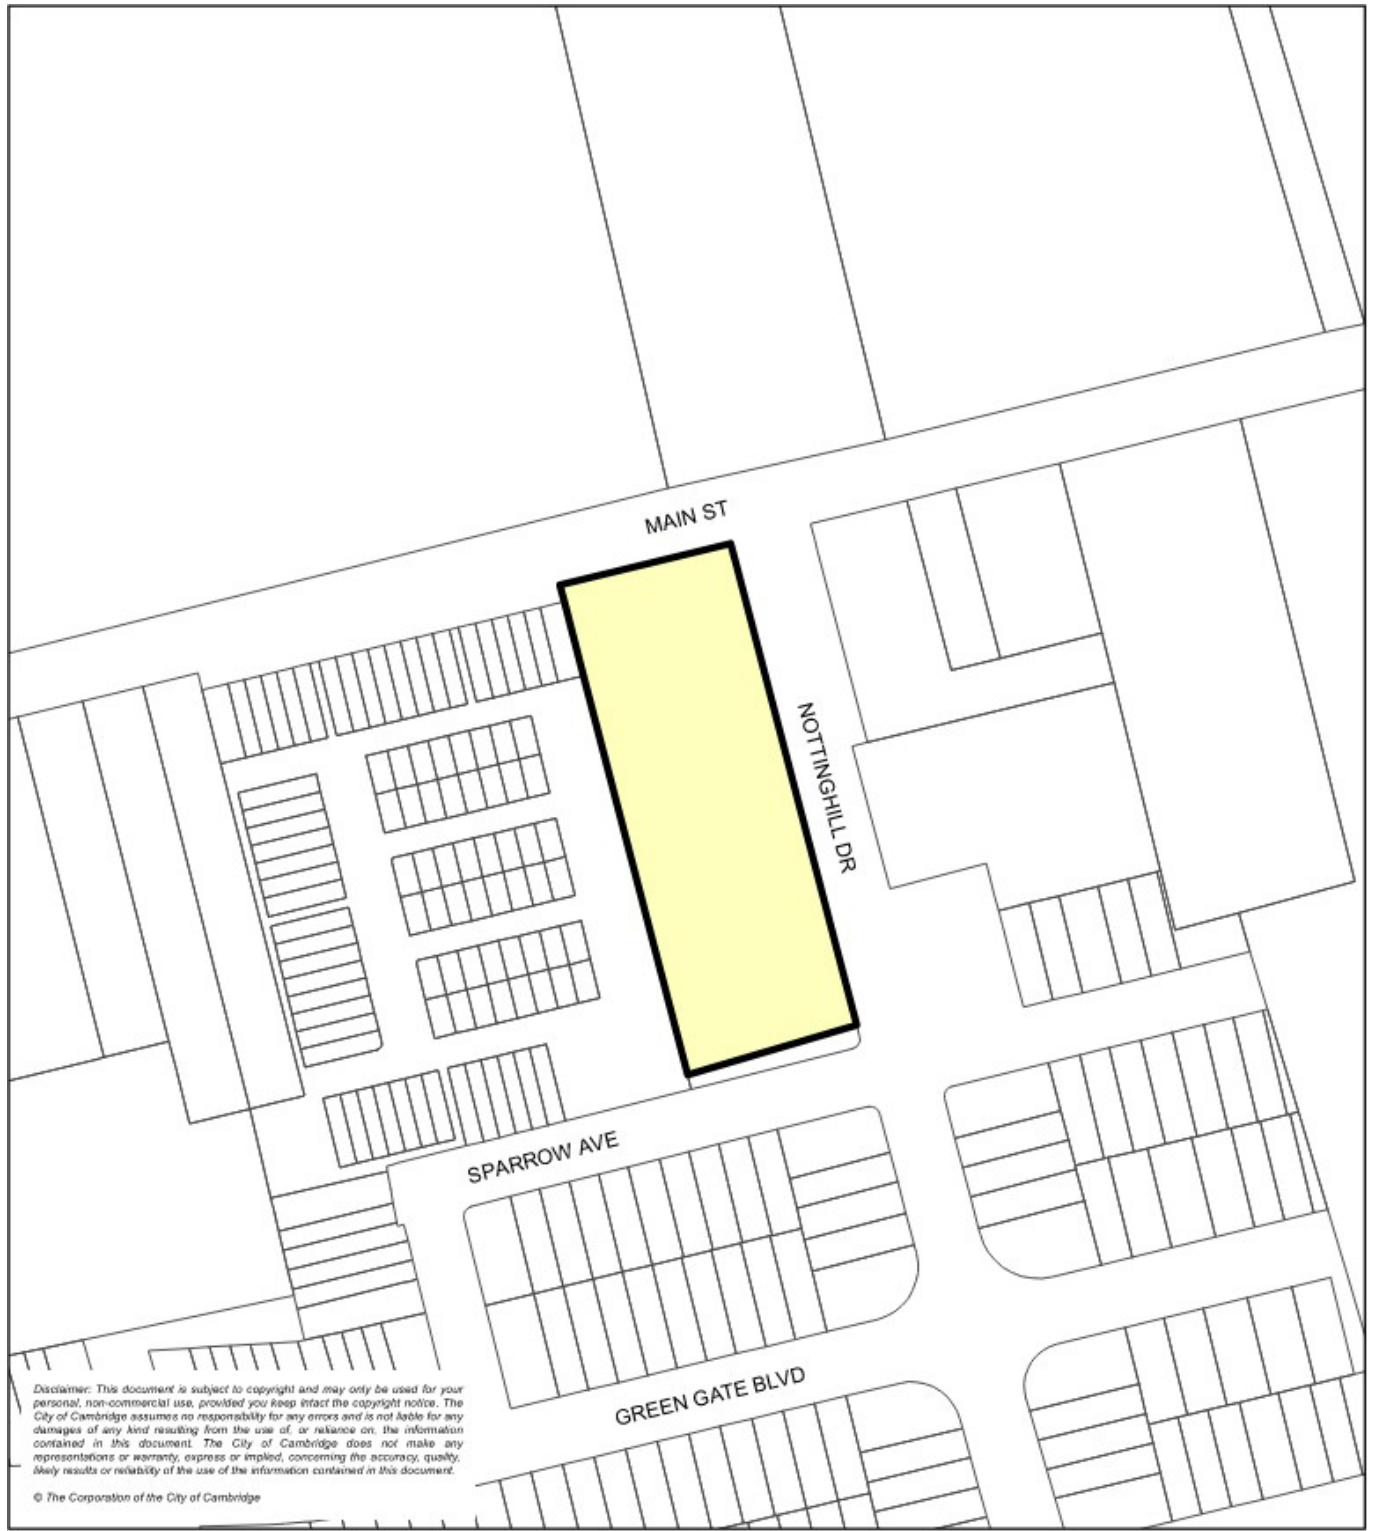 MAIN ST
NOTTINGHILL DR
SPARROW AVE
GREEN GATE BLVD
Disclaimer: This document is subject to copyright and may only be used for your
personal, non-commercial use, provided you keep intact the copyright notice. The
City of Cambridge assumes no responsibility for any errors and is not liable for any
damages of any kind resulting from the use of, or reliance on, the information
contained in this document. The City of Cambridge does not make any
representations or warranty, express or implied, concerning the accuracy, quality,
likely results or reliability of the use of the information contained in this document.
© The Corporation of the City of Cambridge